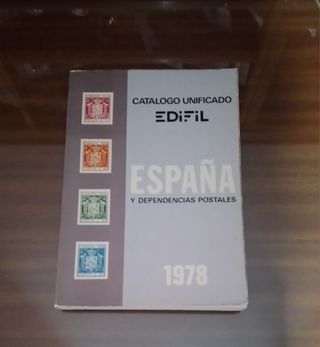 CATALOGO UNIFICADO
EDIFIL
ESPAÑA
Y DEPENDENCIAS POSTALES
1978